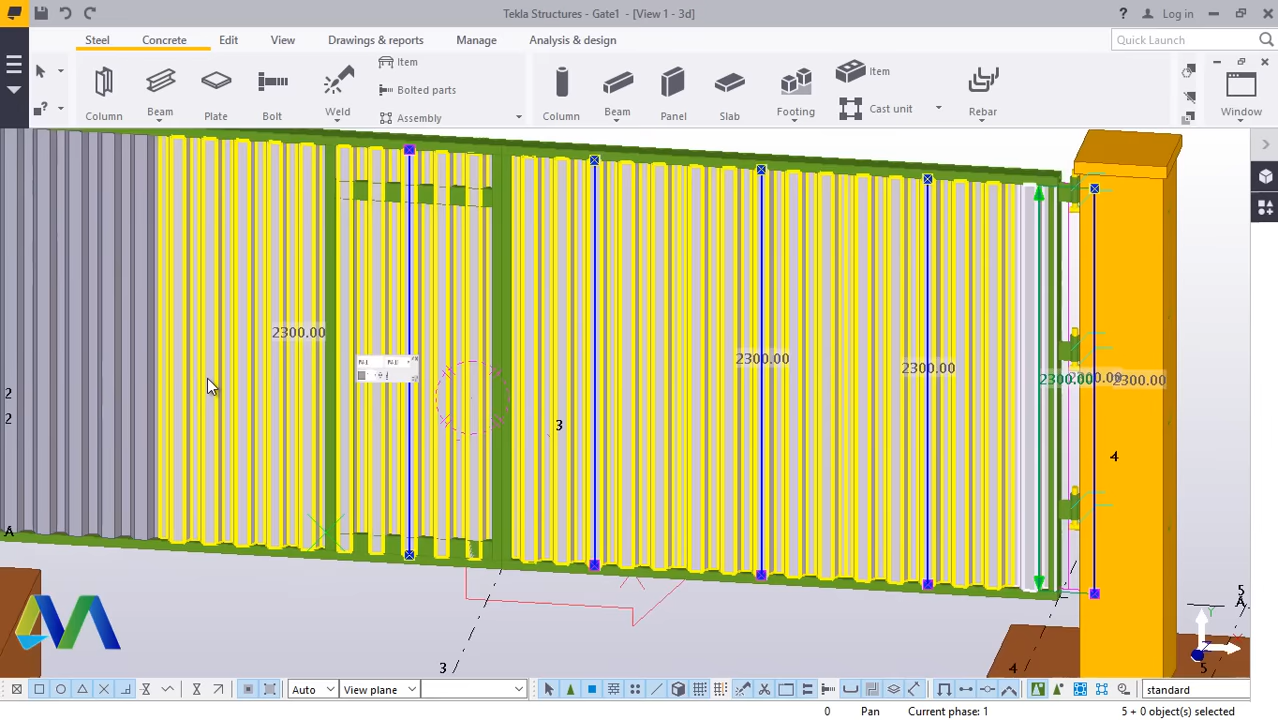 Tekla Structures - Gate1 - [View 1 - 3d]
? Log in
Steel Concrete Edit View Drawings & reports Manage Analysis & design
Quick Launch
Item
Bolted parts
Column Beam Plate Bolt Weld Assembly
Item
Column Beam Panel Slab Footing Cast unit Rebar Window
2300.00
2300.00
2300.00
2300.00 2300.00 2300.00
2
2
3
4
A
5
A
Y
3
4
5
Auto View plane standard
0 Pan Current phase: 1 5 + 0 object(s) selected